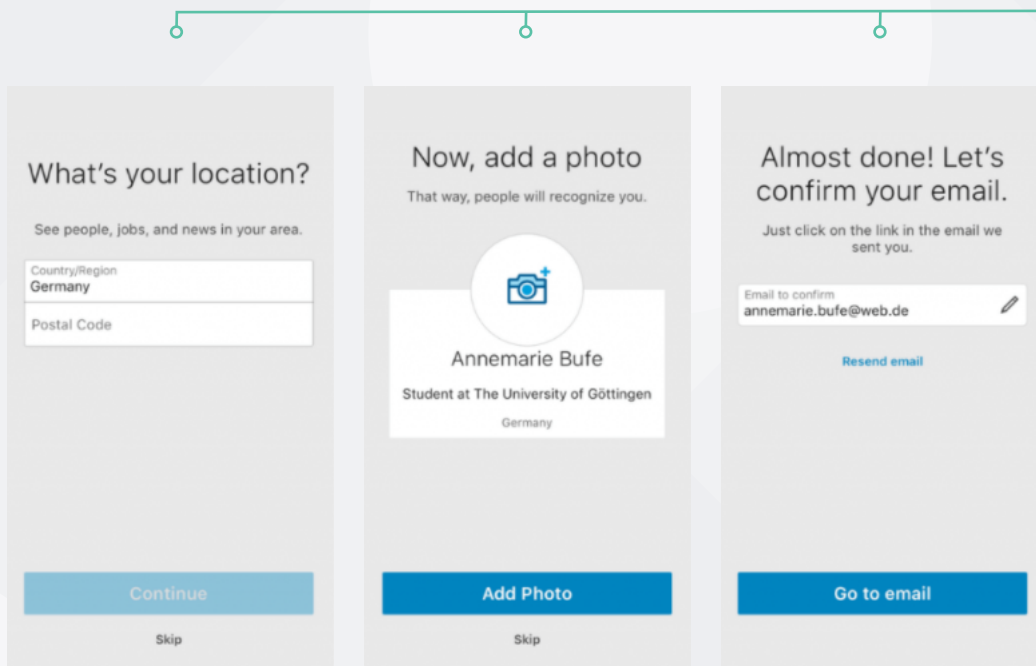 What's your location?
See people, jobs, and news in your area.
Country/Region
Germany
Postal Code
Continue
Skip
Now, add a photo
That way, people will recognize you.
Annemarie Bufe
Student at The University of Göttingen
Germany
Add Photo
Skip
Almost done! Let's
confirm your email.
Just click on the link in the email we
sent you.
Email to confirm
annemarie.bufe@web.de
Resend email
Go to email